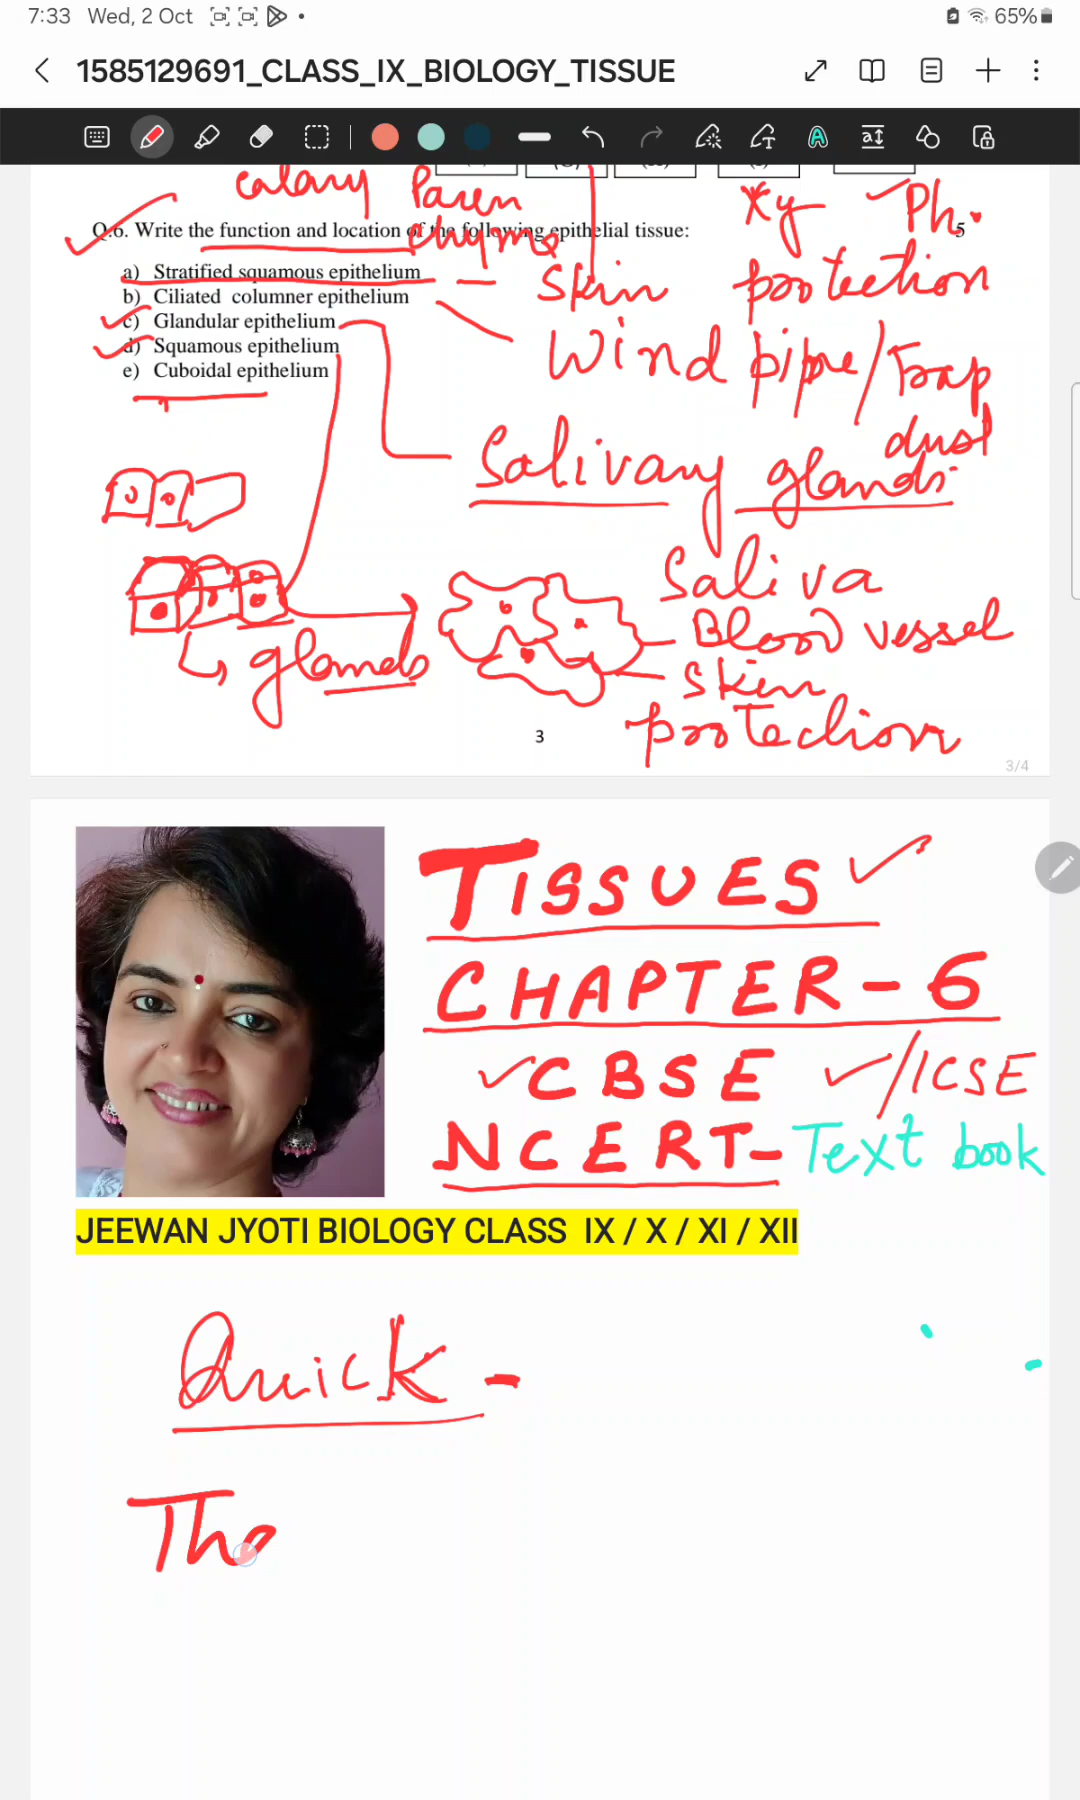 7:33 Wed, 2 Oct 65%
1585129691_CLASS_IX_BIOLOGY_TISSUE
Paren
chyma
xy Ph.
Q.6. Write the function and location of the following epithelial tissue: 5
a) Stratified squamous epithelium - Skin protection
b) Ciliated columner epithelium
Wind pipe/Trap
dust
c) Glandular epithelium
d) Squamous epithelium
e) Cuboidal epithelium
Salivary glands
Saliva
Blood vessel
glands
Skin
protection
3
3/4
TISSUES
CHAPTER-6
CBSE /ICSE
NCERT- Text book
JEEWAN JYOTI BIOLOGY CLASS IX / X / XI / XII
Quick -
The